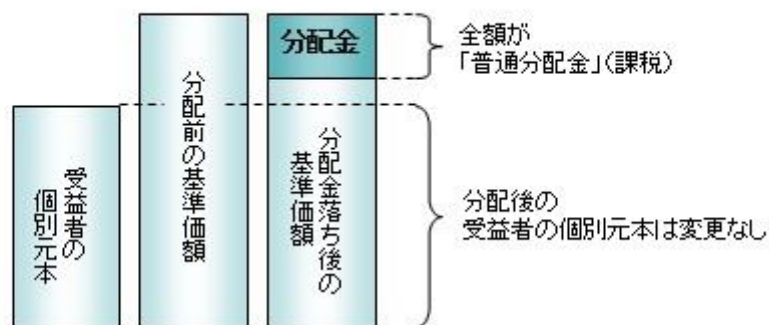 受益者の
個別元本
分配前の基準価額
分配金
分配金落ち後の
基準価額
全額が
「普通分配金」(課税)
分配後の
受益者の個別元本は変更なし